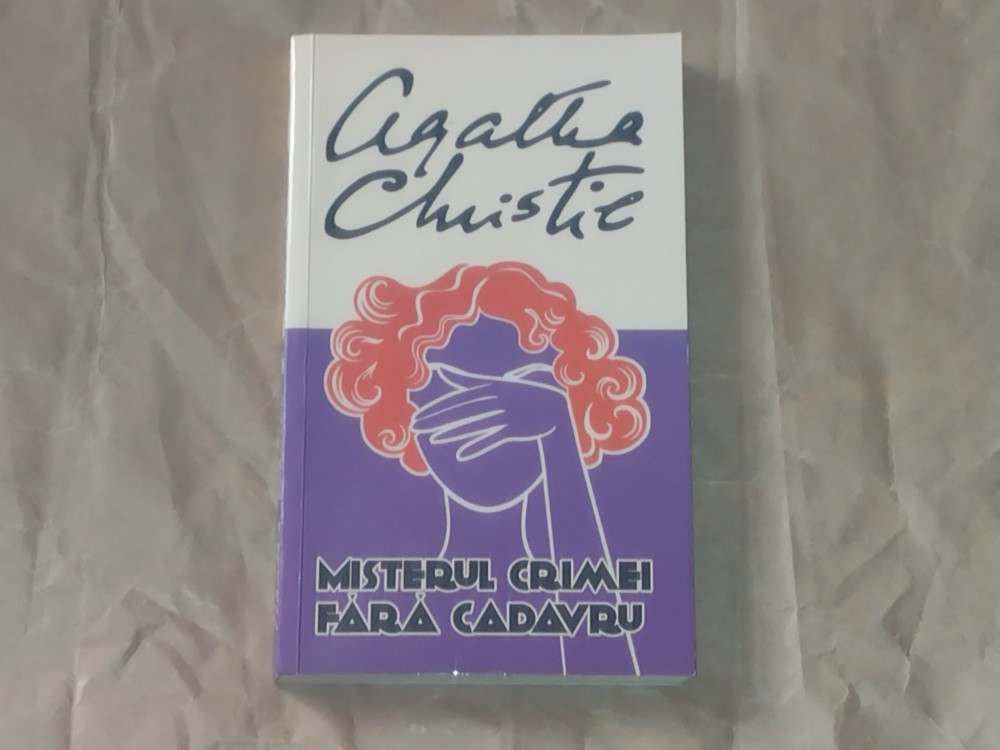 Agatha
Christie
MISTERUL CRIMEI
FĂRĂ CADAVRU